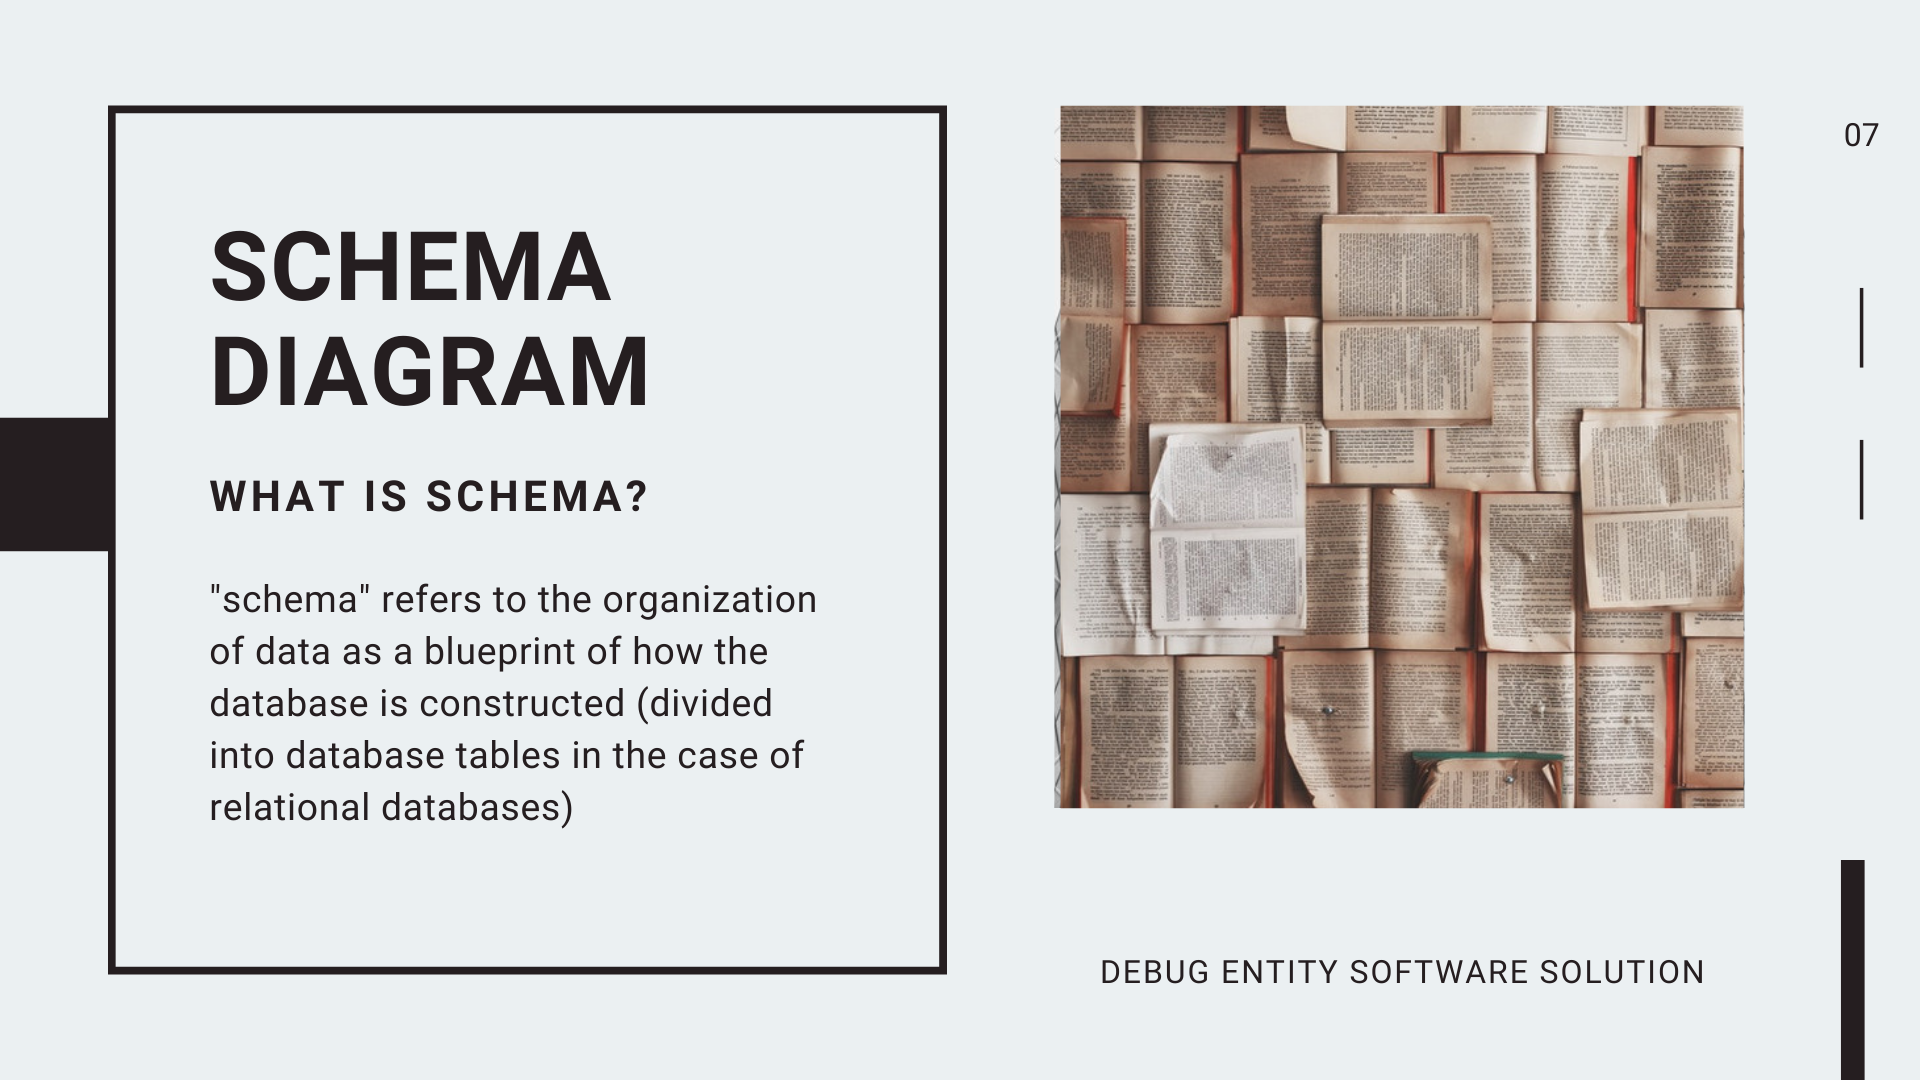 SCHEMA
DIAGRAM
WHAT IS SCHEMA?
"schema" refers to the organization
of data as a blueprint of how the
database is constructed (divided
into database tables in the case of
relational databases)
07
DEBUG ENTITY SOFTWARE SOLUTION